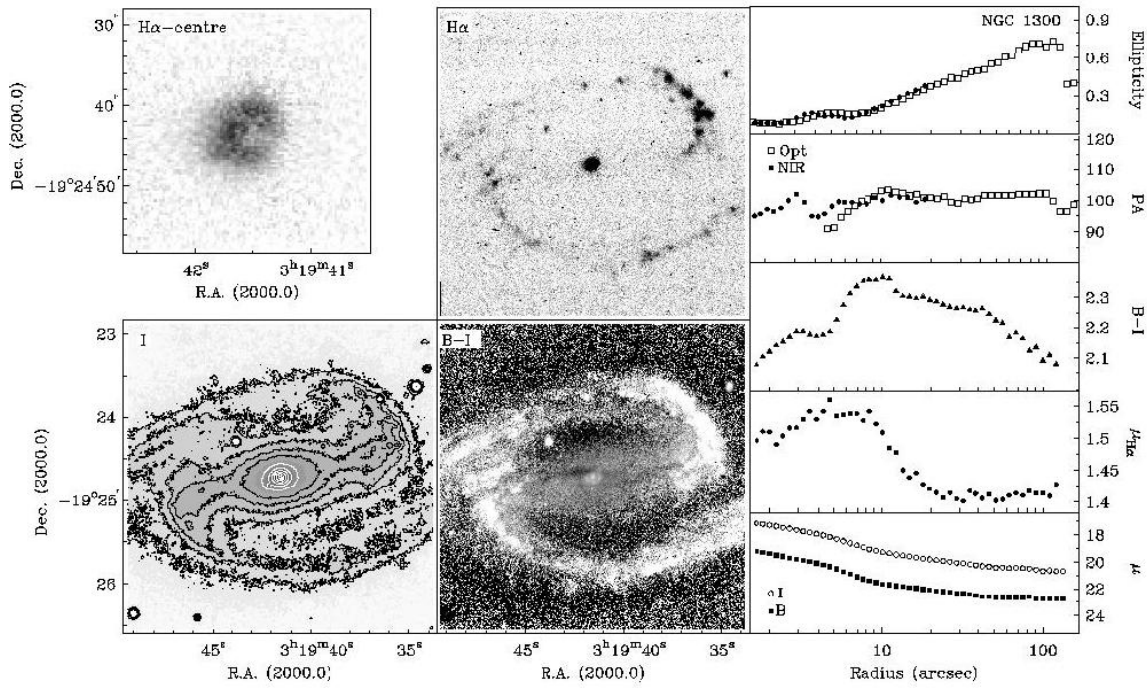 Hα-centre
30"
40"
−19°24'50"
Dec. (2000.0)
42ˢ
3ʰ19ᵐ41ˢ
R.A. (2000.0)
Hα
I
23
24
−19°25'
26
Dec. (2000.0)
45ˢ
3ʰ19ᵐ40ˢ
35ˢ
R.A. (2000.0)
B−I
45ˢ
3ʰ19ᵐ40ˢ
35ˢ
R.A. (2000.0)
NGC 1300
0.9
0.6
0.3
Ellipticity
Opt
NIR
120
110
100
90
PA
2.3
2.2
2.1
B−I
1.55
1.5
1.45
1.4
μHα
I
B
18
20
22
24
μ
10
100
Radius (arcsec)